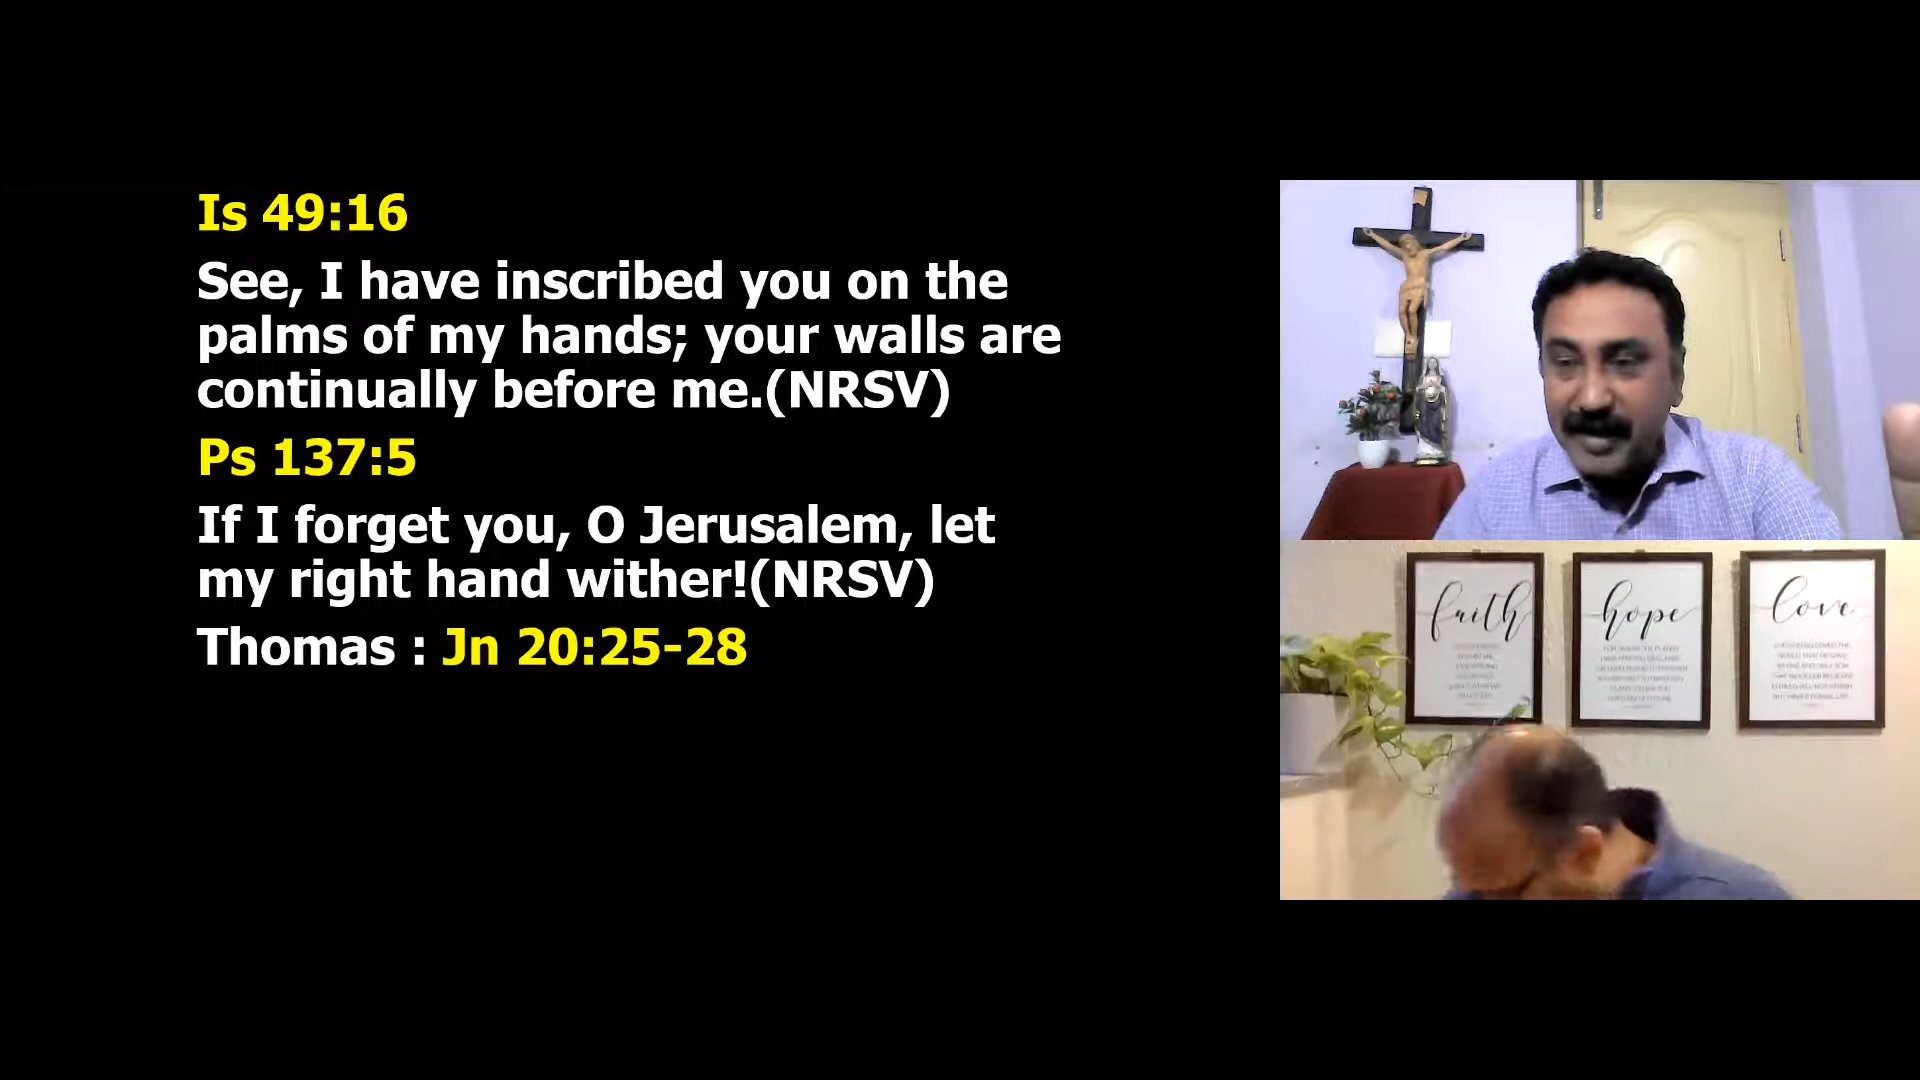 Is 49:16
See, I have inscribed you on the
palms of my hands; your walls are
continually before me.(NRSV)
Ps 137:5
If I forget you, O Jerusalem, let
my right hand wither!(NRSV)
Thomas : Jn 20:25-28
faith
hope
love